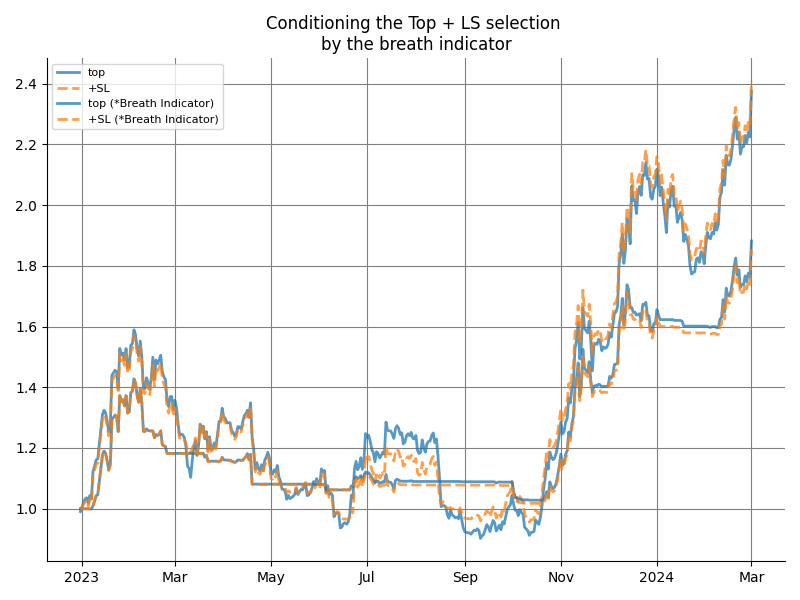 Conditioning the Top + LS selection
by the breath indicator
top
+SL
top (*Breath Indicator)
+SL (*Breath Indicator)
2.4
2.2
2.0
1.8
1.6
1.4
1.2
1.0
2023 Mar May Jul Sep Nov 2024 Mar